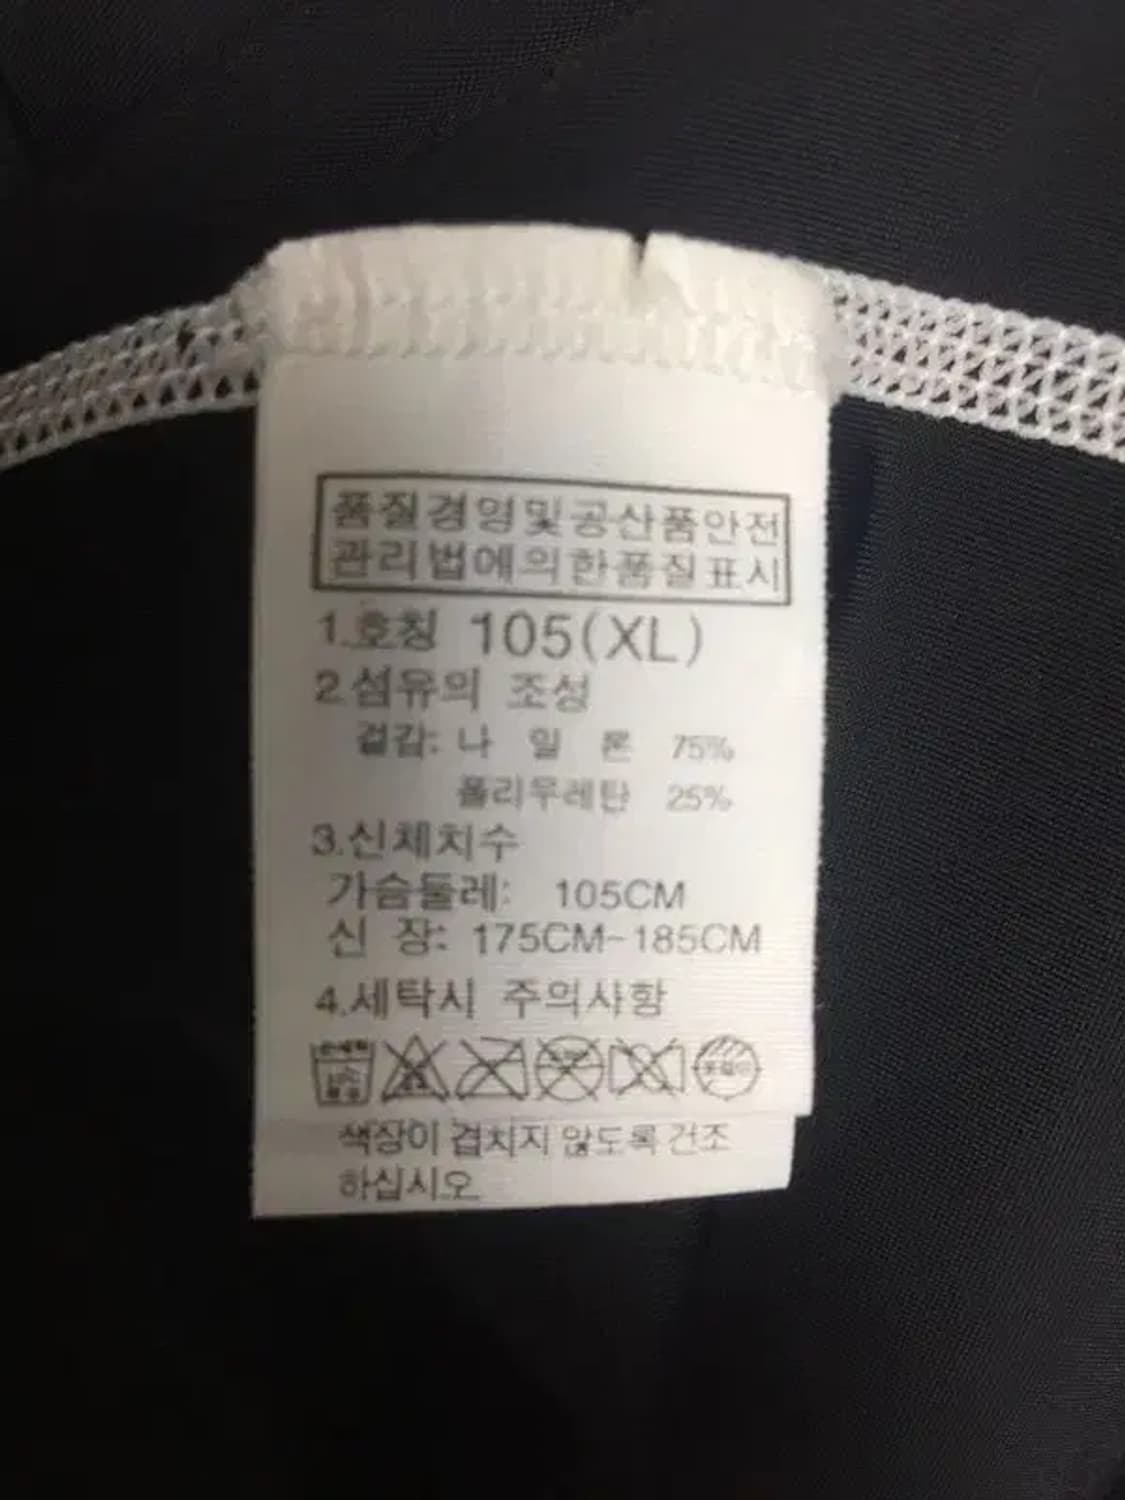 품질경영및공산품안전
관리법에의한품질표시
1.호칭 105(XL)
2.섬유의 조성
겉감: 나 일 론 75%
폴리우레탄 25%
3.신체치수
가슴둘레: 105CM
신 장: 175CM-185CM
4.세탁시 주의사항
색상이 겹치지 않도록 건조
하십시오